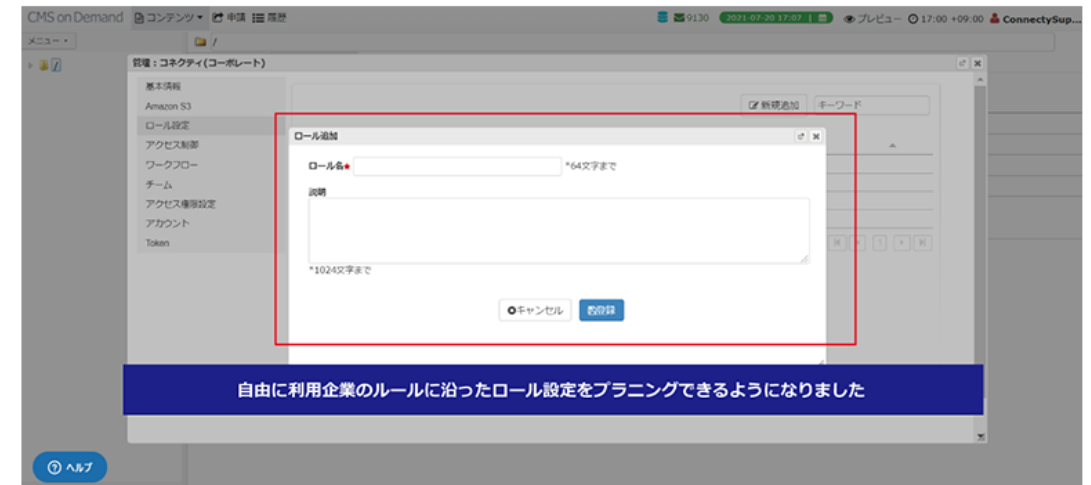 CMS on Demand コンテンツ 申請 履歴 9130 2021-07-20 17:07 プレビュー 17:00 +09:00 ConnectySup...
メニュー /
/
管理：コネクティ(コーポレート)
基本情報
Amazon S3 新規追加 キーワード
ロール設定
アクセス制御
ワークフロー
チーム
アクセス権限設定
アカウント
Token
ロール追加
ロール名 *64文字まで
説明
*1024文字まで
キャンセル 登録
自由に利用企業のルールに沿ったロール設定をプラニングできるようになりました
ヘルプ